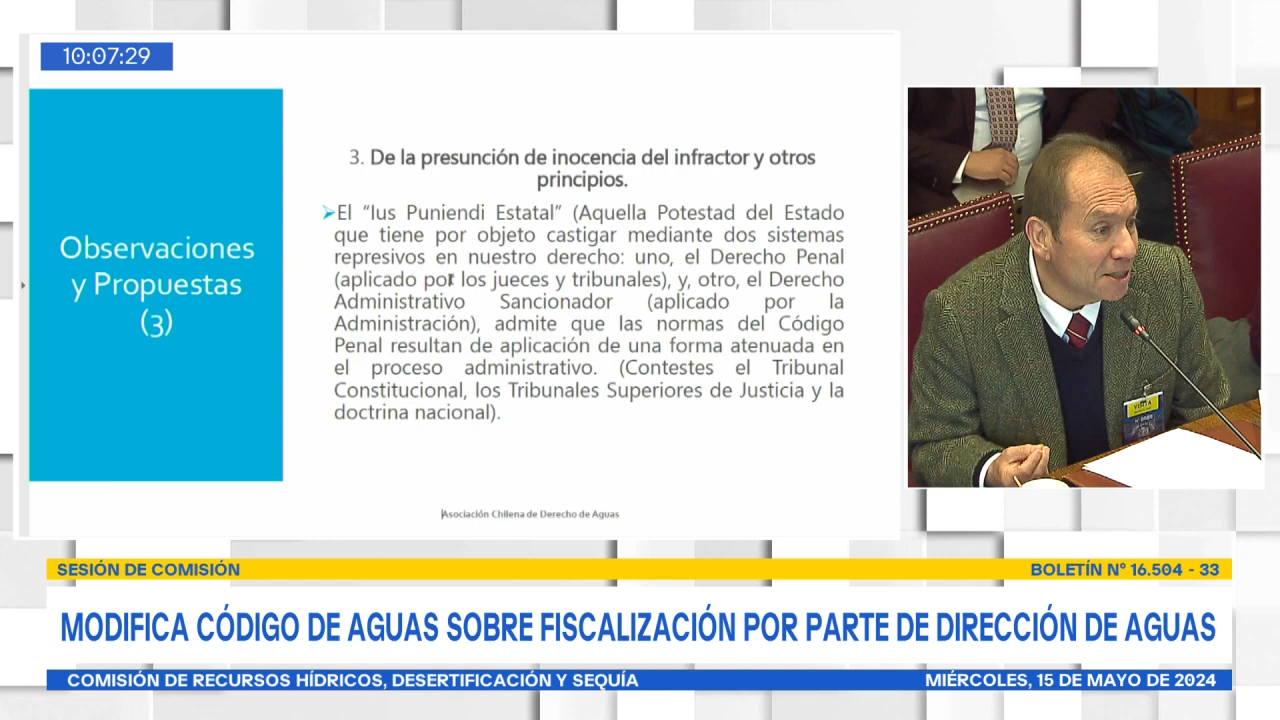 10:07:29
Observaciones
y Propuestas
(3)
3. De la presunción de inocencia del infractor y otros
principios.
El “Ius Puniendi Estatal” (Aquella Potestad del Estado
que tiene por objeto castigar mediante dos sistemas
represivos en nuestro derecho: uno, el Derecho Penal
(aplicado por los jueces y tribunales), y, otro, el Derecho
Administrativo Sancionador (aplicado por la
Administración), admite que las normas del Código
Penal resultan de aplicación de una forma atenuada en
el proceso administrativo. (Contestes el Tribunal
Constitucional, los Tribunales Superiores de Justicia y la
doctrina nacional).
Asociación Chilena de Derecho de Aguas
VISITA
SESIÓN DE COMISIÓN
BOLETÍN Nº 16.504 - 33
MODIFICA CÓDIGO DE AGUAS SOBRE FISCALIZACIÓN POR PARTE DE DIRECCIÓN DE AGUAS
COMISIÓN DE RECURSOS HÍDRICOS, DESERTIFICACIÓN Y SEQUÍA
MIÉRCOLES, 15 DE MAYO DE 2024